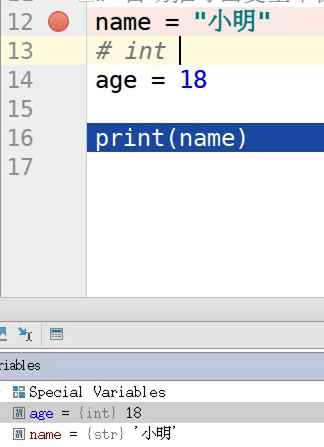 12 name = "小明"
13 # int
14 age = 18
15
16 print(name)
17
riables
Special Variables
age = {int} 18
name = {str} '小明'